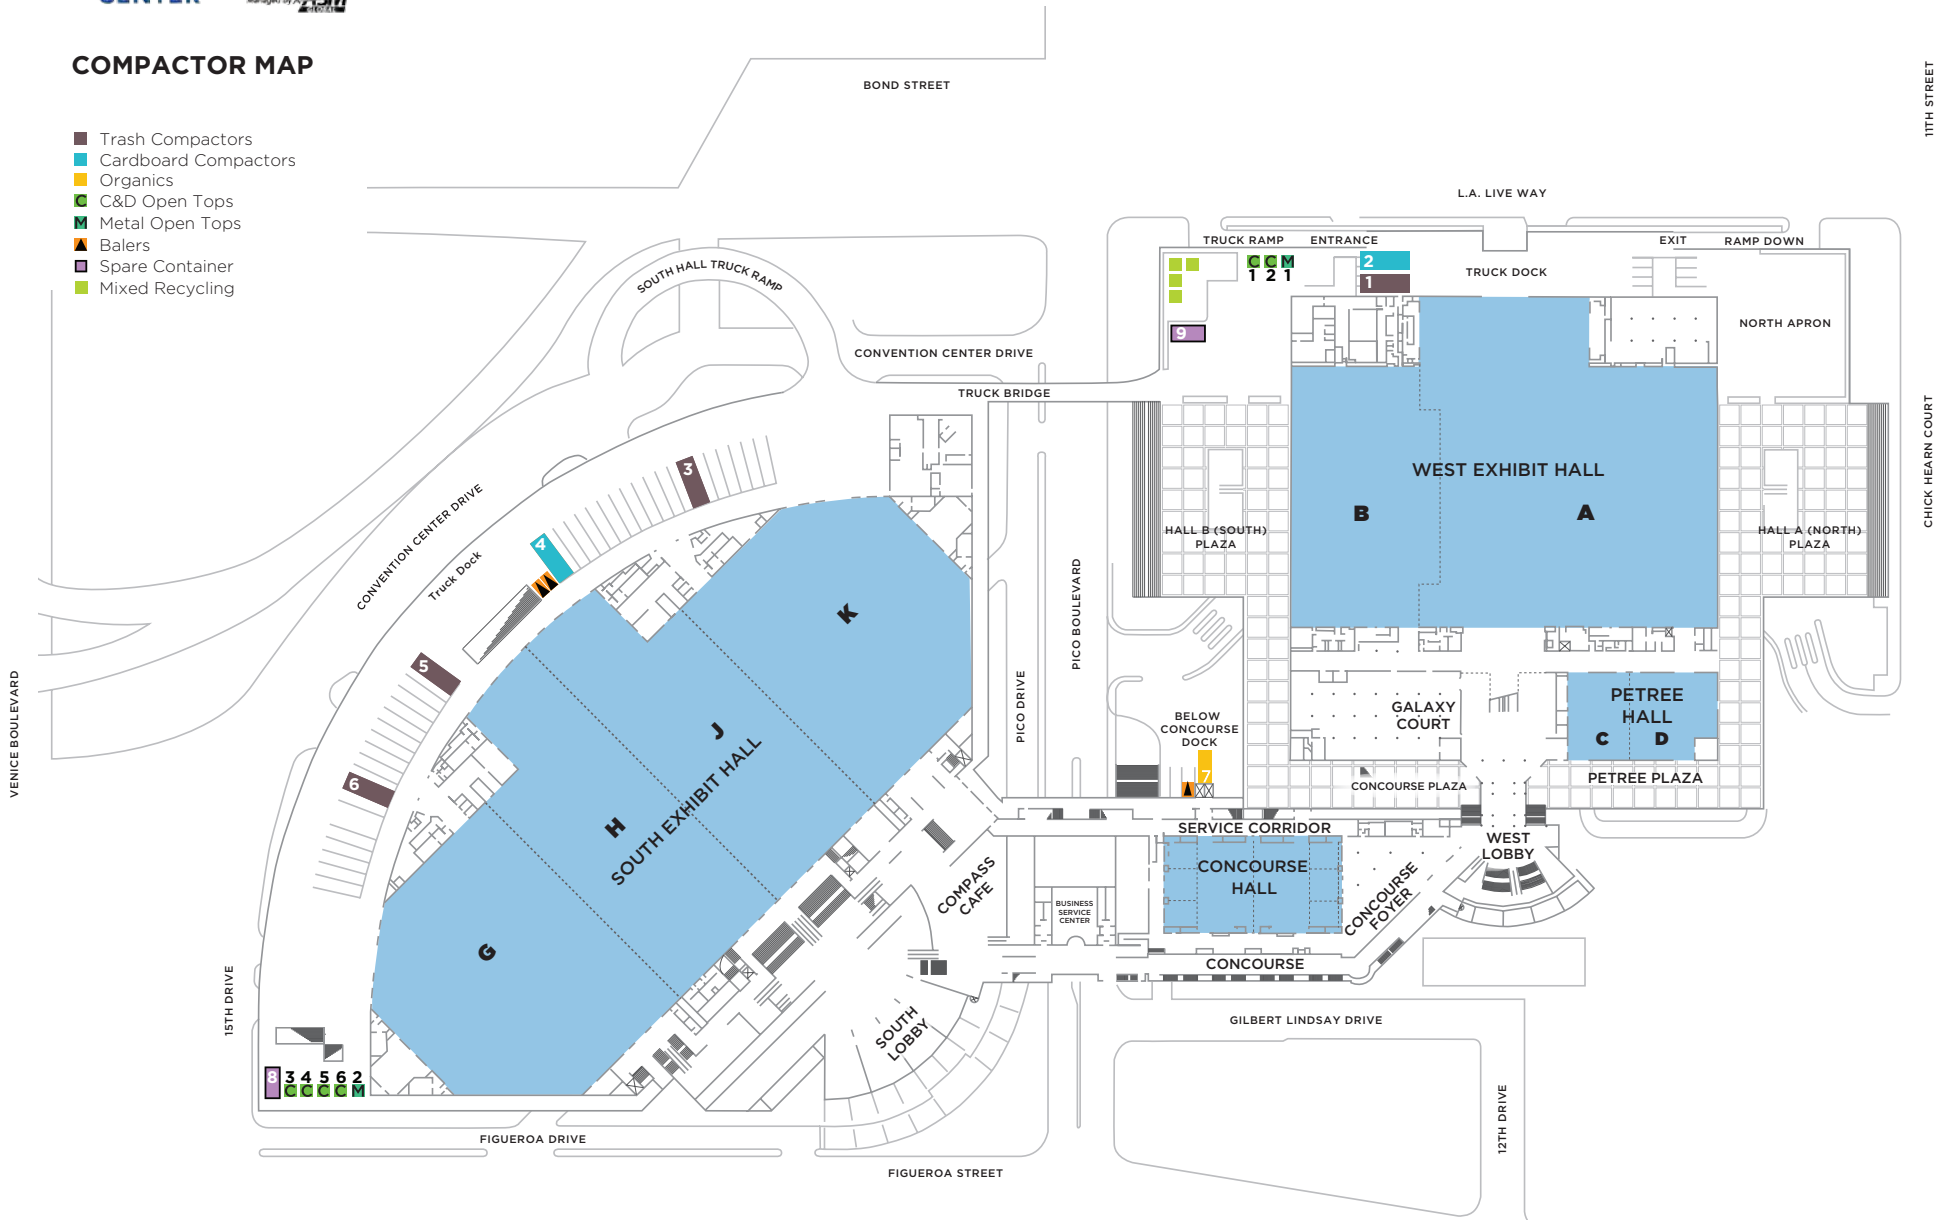 CENTER
Managed by ASM
GLOBAL
COMPACTOR MAP
Trash Compactors
Cardboard Compactors
Organics
C C&D Open Tops
M Metal Open Tops
Balers
Spare Container
Mixed Recycling
BOND STREET
11TH STREET
L.A. LIVE WAY
TRUCK RAMP
ENTRANCE
EXIT
RAMP DOWN
SOUTH HALL TRUCK RAMP
C C M
1 2 1
2
1
TRUCK DOCK
9
NORTH APRON
CONVENTION CENTER DRIVE
TRUCK BRIDGE
CHICK HEARN COURT
3
WEST EXHIBIT HALL
B
A
CONVENTION CENTER DRIVE
Truck Dock
4
HALL B (SOUTH)
PLAZA
HALL A (NORTH)
PLAZA
K
PICO BOULEVARD
5
VENICE BOULEVARD
PICO DRIVE
J
PETREE
HALL
C D
GALAXY
COURT
BELOW
CONCOURSE
DOCK
7
6
PETREE PLAZA
CONCOURSE PLAZA
H
SOUTH EXHIBIT HALL
SERVICE CORRIDOR
WEST
LOBBY
CONCOURSE
HALL
COMPASS
CAFE
CONCOURSE
FOYER
BUSINESS
SERVICE
CENTER
G
CONCOURSE
15TH DRIVE
SOUTH
LOBBY
GILBERT LINDSAY DRIVE
8
3 4 5 6 2
C C C C M
12TH DRIVE
FIGUEROA DRIVE
FIGUEROA STREET